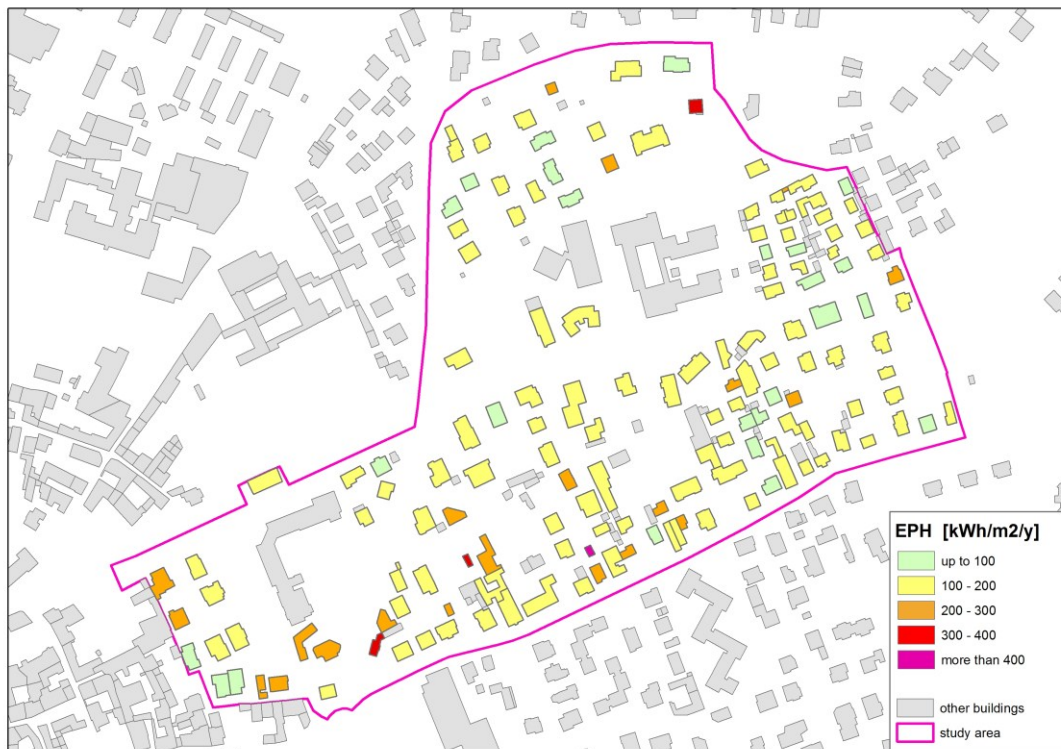 EPH [kWh/m2/y]
up to 100
100 - 200
200 - 300
300 - 400
more than 400
other buildings
study area